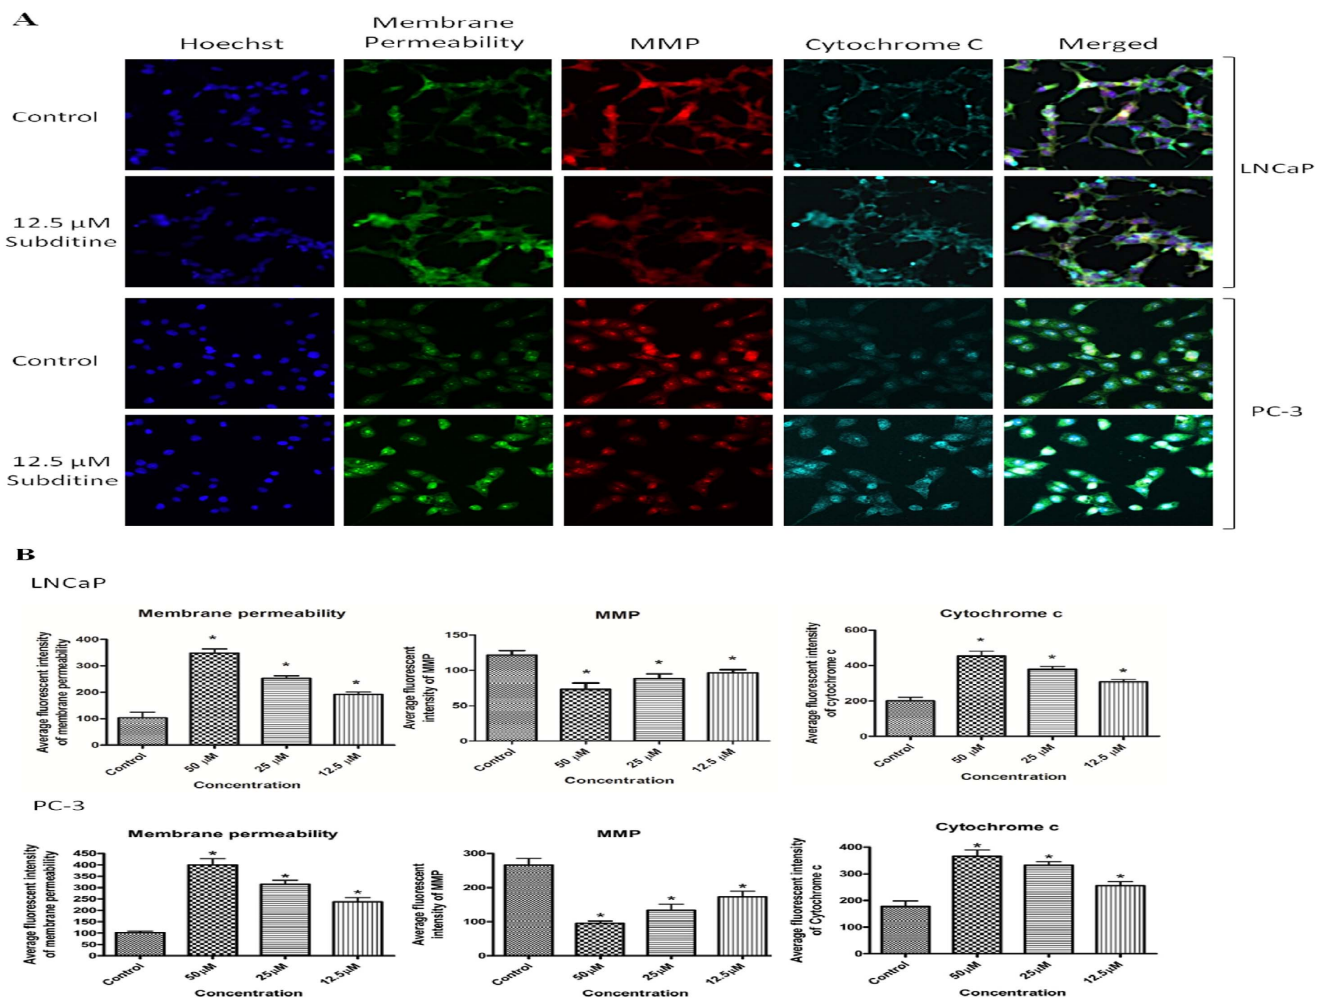 A
Hoechst
Membrane
Permeability
MMP
Cytochrome C
Merged
Control
12.5 μM
Subditine
LNCaP
Control
12.5 μM
Subditine
PC-3
B
LNCaP
Membrane permeability
Average fluorescent intensity
of membrane permeability
400
300
200
100
0
*
*
*
Control
50 μM
25 μM
12.5 μM
Concentration
MMP
Average fluorescent
intensity of MMP
150
100
50
0
*
*
*
Control
50 μM
25 μM
12.5 μM
Concentration
Cytochrome c
Average fluorescent intensity
of cytochrome c
600
400
200
0
*
*
*
Control
50 μM
25 μM
12.5 μM
Concentration
PC-3
Membrane permeability
Average fluorescent intensity
of membrane permeability
450
400
350
300
250
200
150
100
50
0
*
*
*
Control
50μM
25μM
12.5μM
Concentration
MMP
Average fluorescent
intensity of MMP
300
200
100
0
*
*
*
Control
50μM
25μM
12.5μM
Concentration
Cytochrome c
Average fluorescent intensity
of Cytochrome c
400
300
200
100
0
*
*
*
Control
50μM
25μM
12.5μM
Concentration